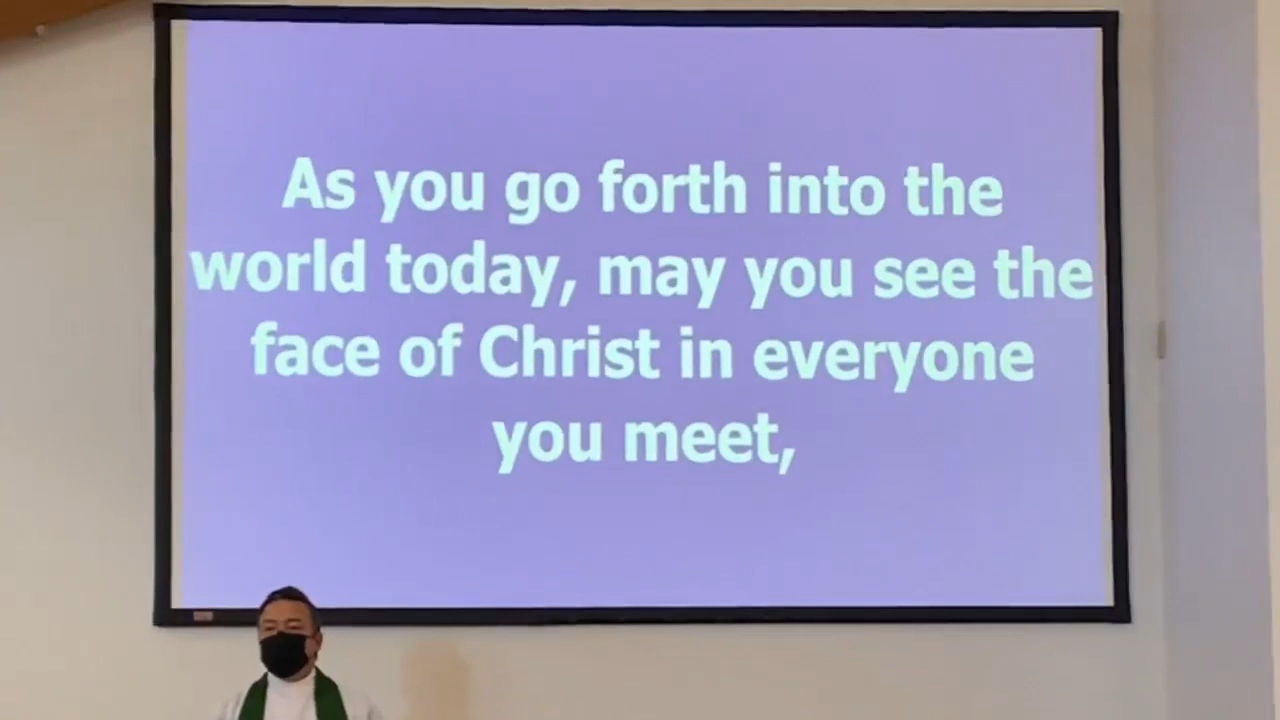 As you go forth into the
world today, may you see the
face of Christ in everyone
you meet,